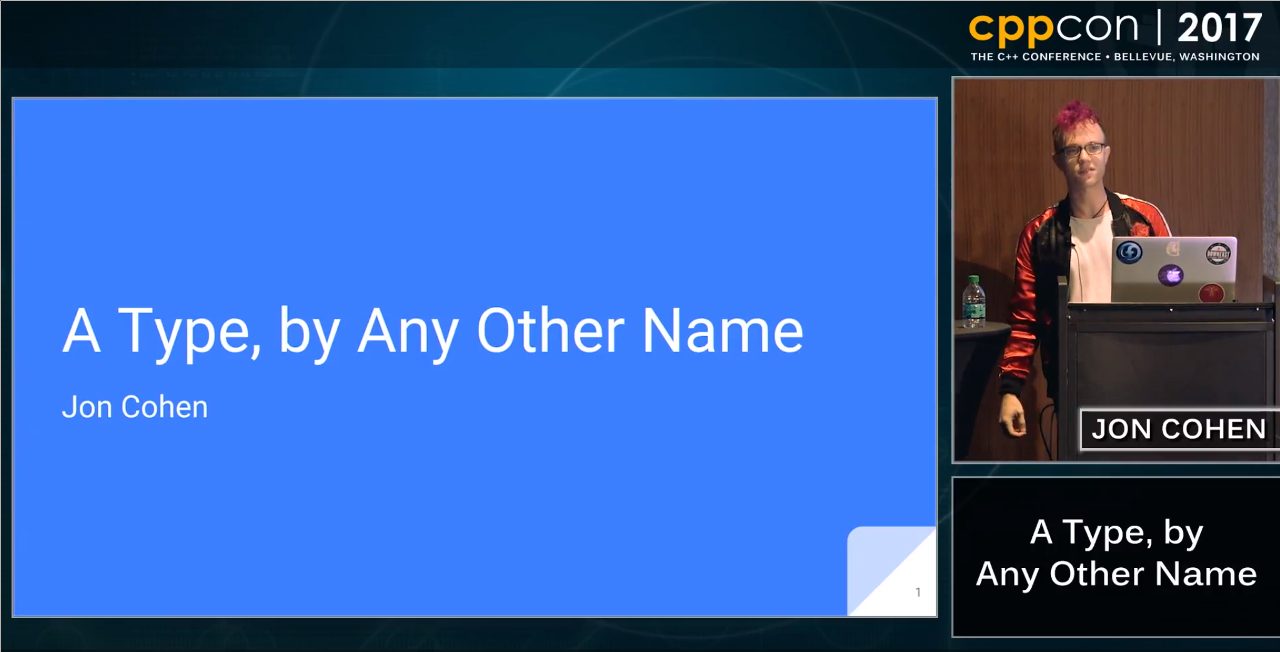 cppcon | 2017
THE C++ CONFERENCE • BELLEVUE, WASHINGTON
A Type, by Any Other Name
Jon Cohen
1
JON COHEN
A Type, by
Any Other Name